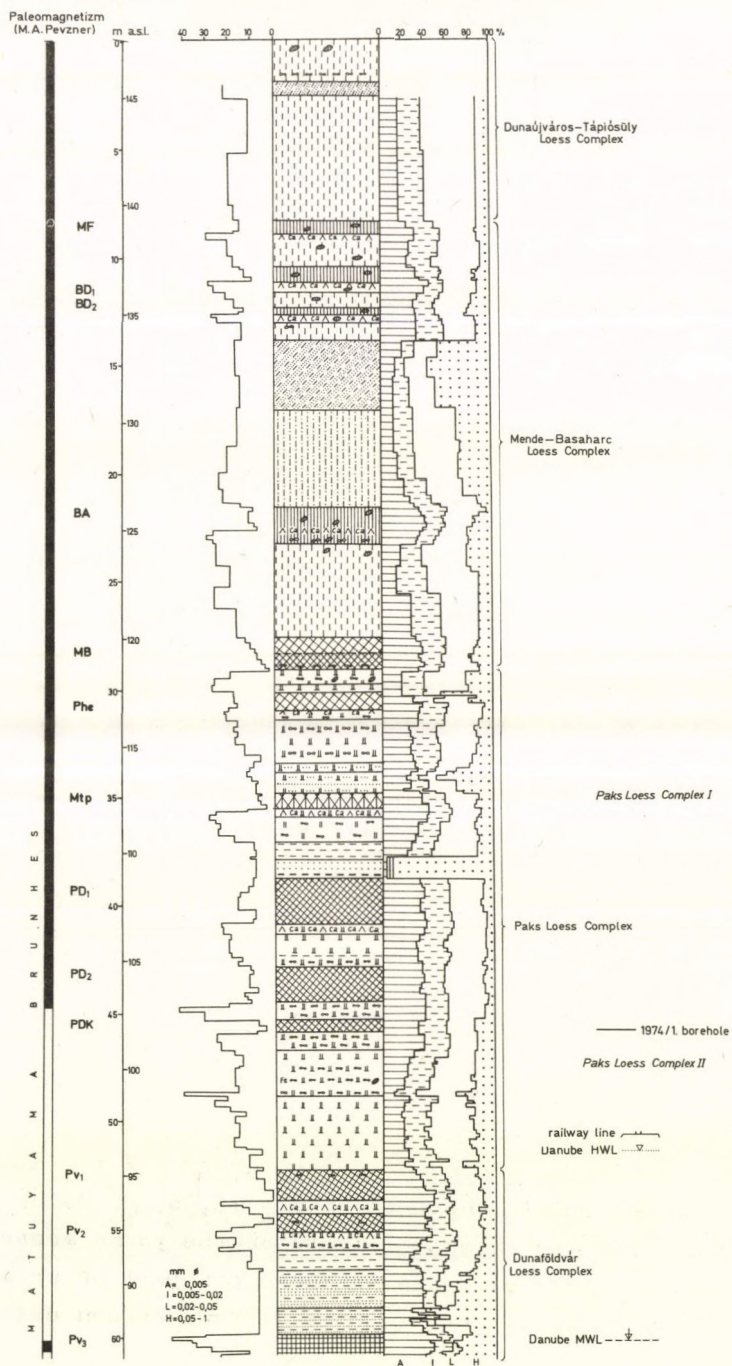 Paleomagnetizm
(M.A. Pevzner)
m a.s.l.
40 30 20 10 0
0 20 40 60 80 100 %
0
145
5
140
10
135
15
130
20
125
25
120
30
115
35
110
40
105
45
100
50
95
55
90
60
MF
BD₁
BD₂
BA
MB
Phe
Mtp
PD₁
PD₂
PDK
Pv₁
Pv₂
Pv₃
BRUNHES
MATUYAMA
Dunaújváros-Tápiósüly
Loess Complex
Mende-Basaharc
Loess Complex
Paks Loess Complex I
Paks Loess Complex
1974/1. borehole
Paks Loess Complex II
railway line
Danube HWL
Dunaföldvár
Loess Complex
Danube MWL
mm ø
A= 0,005
I =0,005-0,02
L=0,02-0,05
H=0,05-1
A I L H